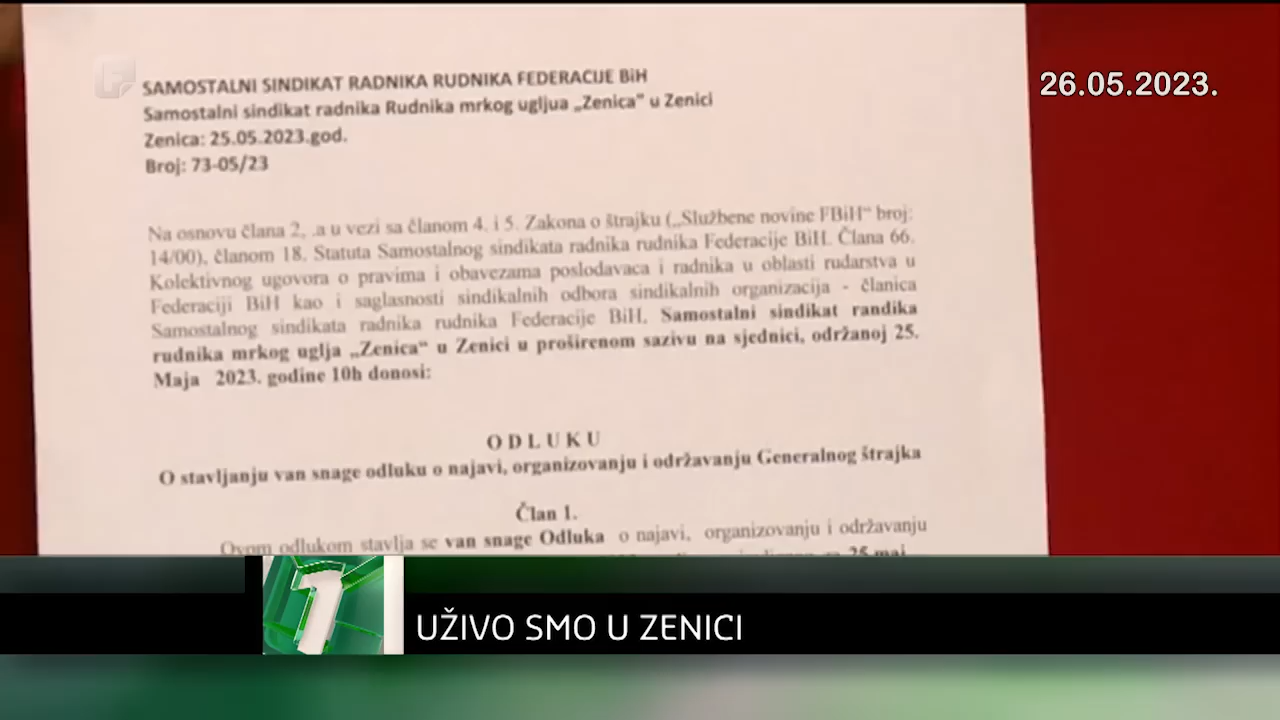 26.05.2023.
SAMOSTALNI SINDIKAT RADNIKA RUDNIKA FEDERACIJE BiH
Samostalni sindikat radnika Rudnika mrkog ugljua „Zenica“ u Zenici
Zenica: 25.05.2023.god.
Broj: 73-05/23
Na osnovu člana 2, .a u vezi sa članom 4. i 5. Zakona o štrajku („Službene novine FBiH“ broj:
14/00), članom 18. Statuta Samostalnog sindikata radnika rudnika Federacije BiH. Člana 66.
Kolektivnog ugovora o pravima i obavezama poslodavaca i radnika u oblasti rudarstva u
Federaciji BiH kao i saglasnosti sindikalnih odbora sindikalnih organizacija - članica
Samostalnog sindikata radnika rudnika Federacije BiH. Samostalni sindikat randika
rudnika mrkog uglja „Zenica“ u Zenici u proširenom sazivu na sjednici, održanoj 25.
Maja 2023. godine 10h donosi:
O D L U K U
O stavljanju van snage odluku o najavi, organizovanju i održavanju Generalnog štrajka
Član 1.
Ovom odlukom stavlja se van snage Odluka o najavi, organizovanju i održavanju
25 maj
1
UŽIVO SMO U ZENICI